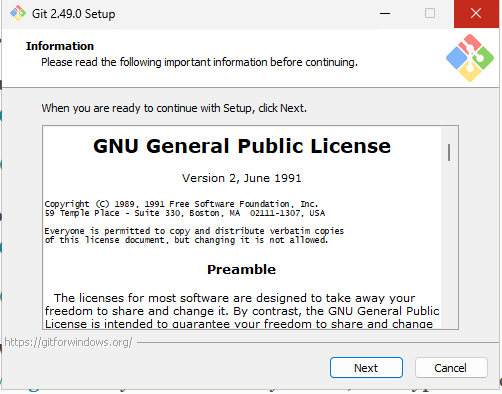 Git 2.49.0 Setup
Information
Please read the following important information before continuing.
When you are ready to continue with Setup, click Next.
GNU General Public License
Version 2, June 1991
Copyright (C) 1989, 1991 Free Software Foundation, Inc.
59 Temple Place - Suite 330, Boston, MA  02111-1307, USA
Everyone is permitted to copy and distribute verbatim copies
of this license document, but changing it is not allowed.
Preamble
The licenses for most software are designed to take away your
freedom to share and change it. By contrast, the GNU General Public
License is intended to guarantee your freedom to share and change
https://gitforwindows.org/
Next
Cancel